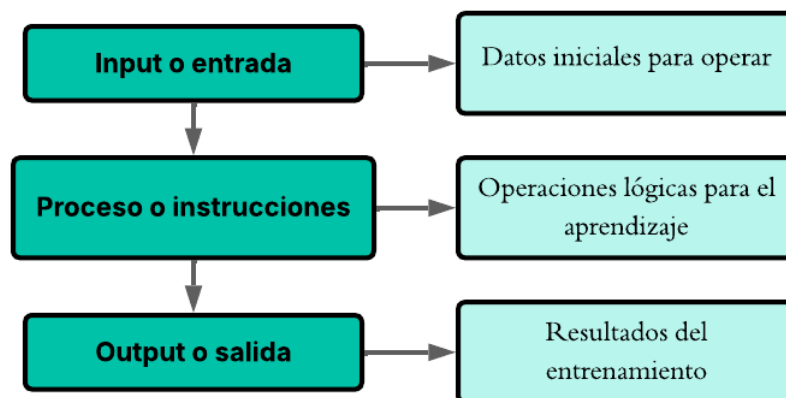 Input o entrada
Datos iniciales para operar
Proceso o instrucciones
Operaciones lógicas para el
aprendizaje
Output o salida
Resultados del
entrenamiento